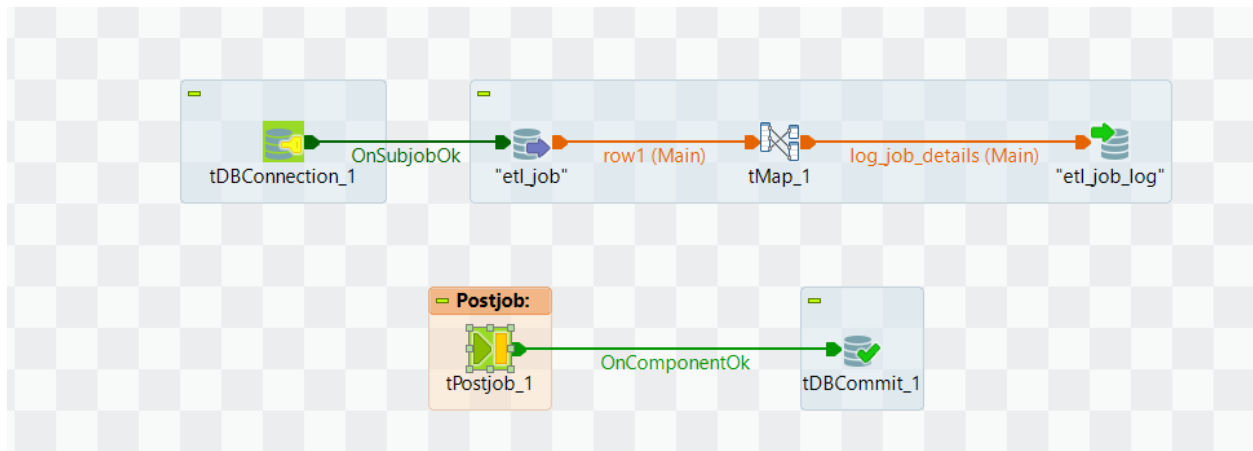 OnSubjobOk
row1 (Main)
log_job_details (Main)
tDBConnection_1
"etl_job"
tMap_1
"etl_job_log"
Postjob:
OnComponentOk
tPostjob_1
tDBCommit_1